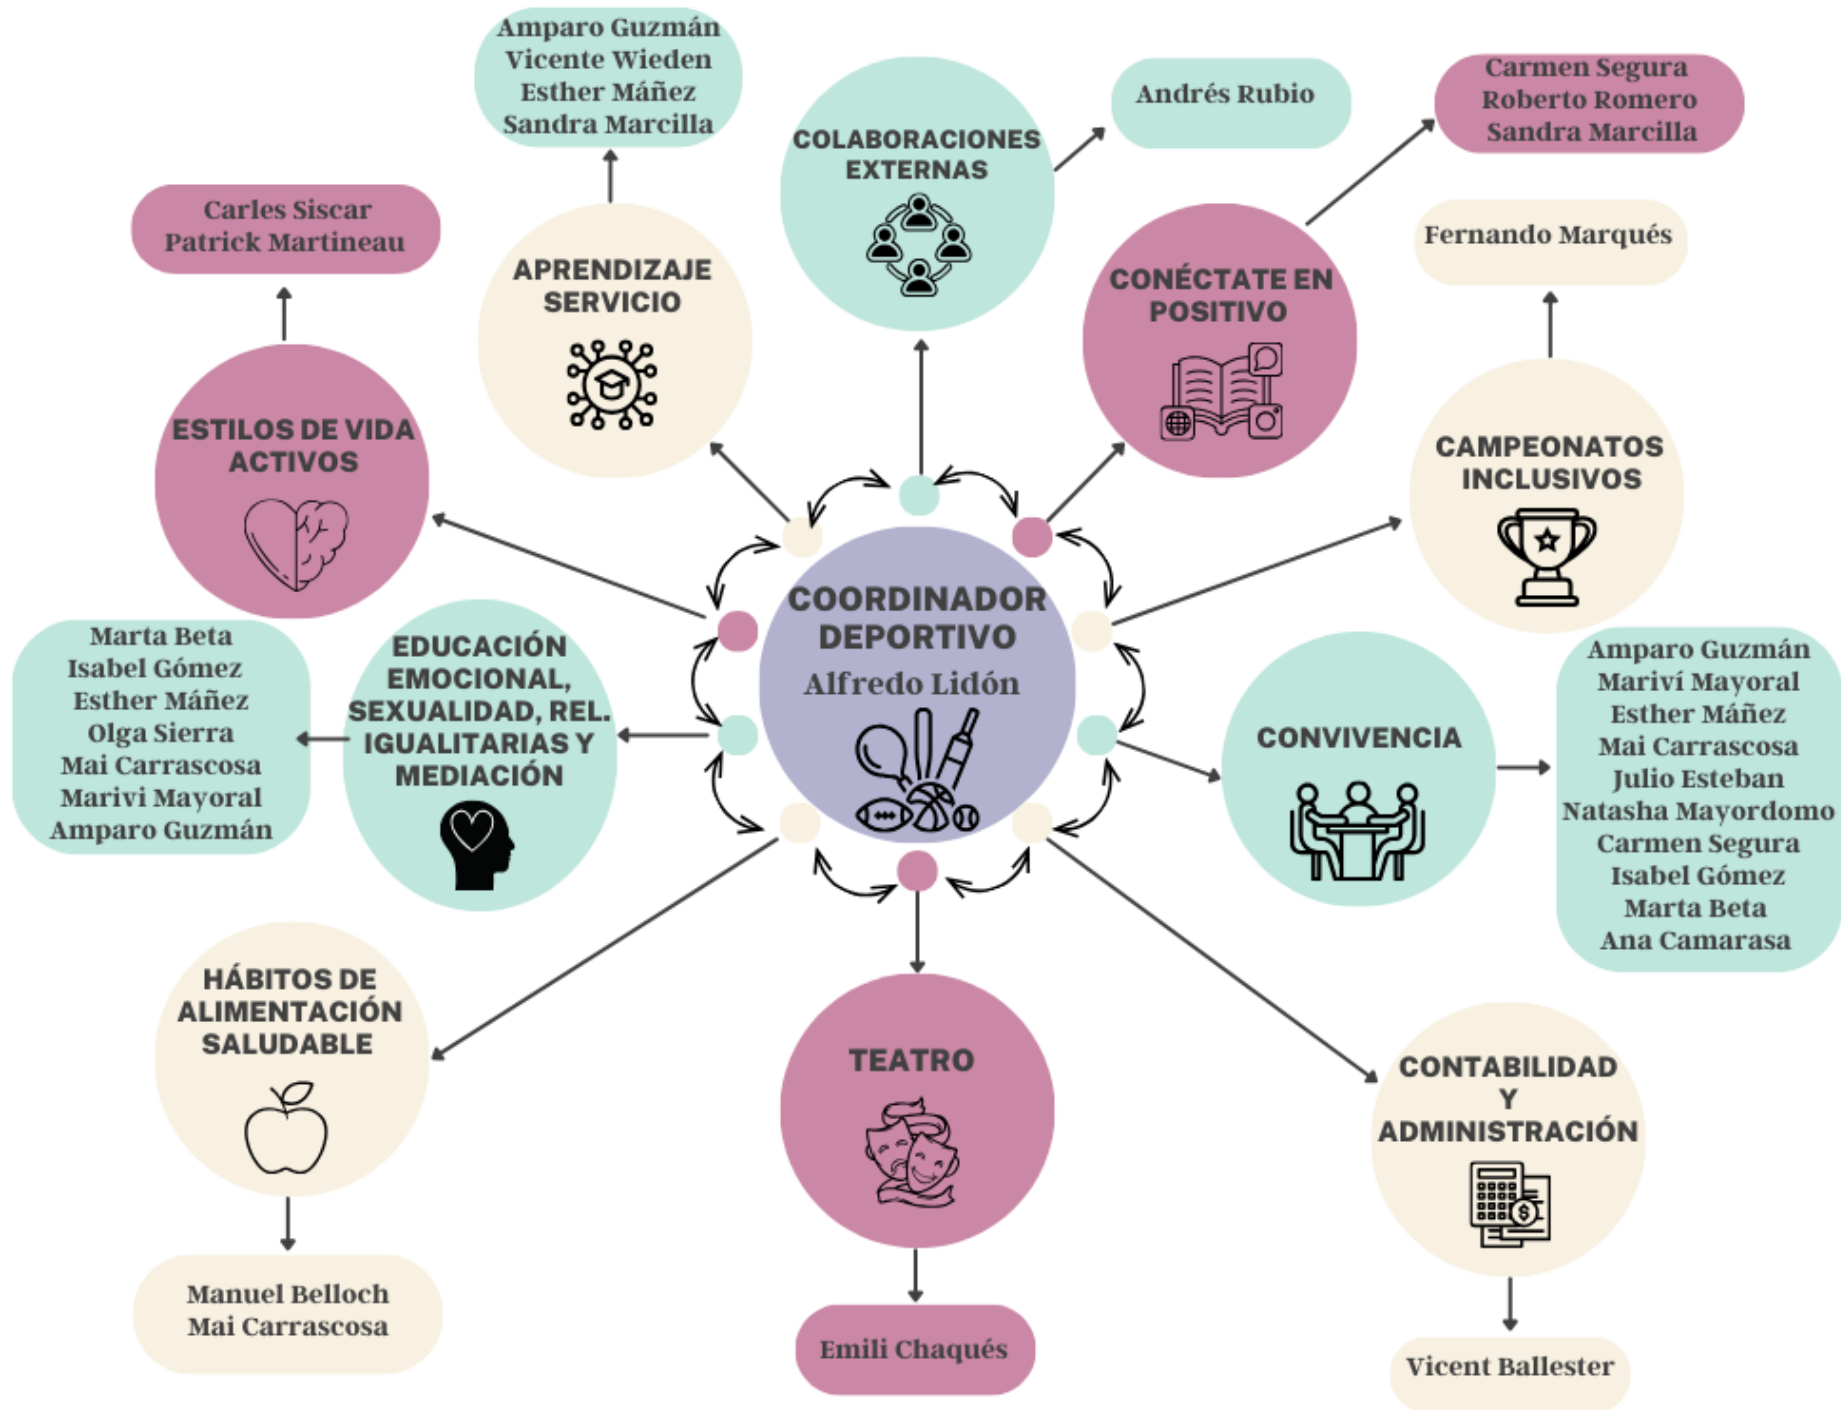 Amparo Guzmán
Vicente Wieden
Esther Máñez
Sandra Marcilla
COLABORACIONES
EXTERNAS
Andrés Rubio
Carmen Segura
Roberto Romero
Sandra Marcilla
Carles Siscar
Patrick Martineau
APRENDIZAJE
SERVICIO
CONÉCTATE EN
POSITIVO
Fernando Marqués
ESTILOS DE VIDA
ACTIVOS
CAMPEONATOS
INCLUSIVOS
COORDINADOR
DEPORTIVO
Alfredo Lidón
EDUCACIÓN
EMOCIONAL,
SEXUALIDAD, REL.
IGUALITARIAS Y
MEDIACIÓN
Marta Beta
Isabel Gómez
Esther Máñez
Olga Sierra
Mai Carrascosa
Marivi Mayoral
Amparo Guzmán
CONVIVENCIA
Amparo Guzmán
Mariví Mayoral
Esther Máñez
Mai Carrascosa
Julio Esteban
Natasha Mayordomo
Carmen Segura
Isabel Gómez
Marta Beta
Ana Camarasa
HÁBITOS DE
ALIMENTACIÓN
SALUDABLE
TEATRO
CONTABILIDAD
Y
ADMINISTRACIÓN
$
Manuel Belloch
Mai Carrascosa
Emili Chaqués
Vicent Ballester